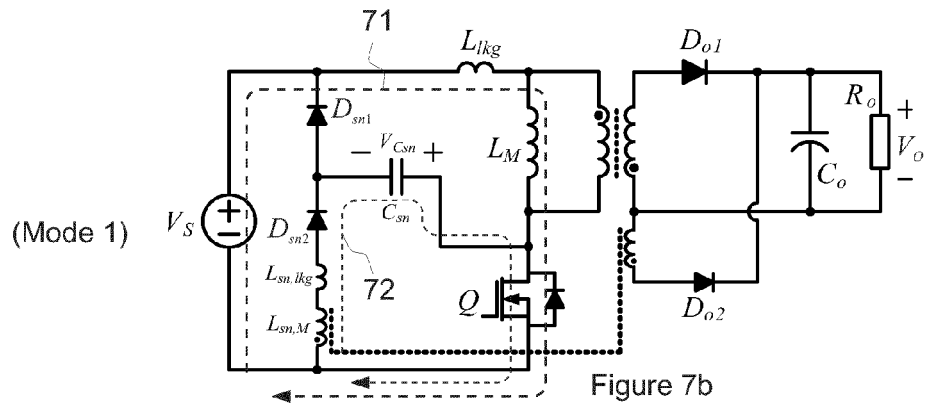 71
L_lkg
D_o1
D_sn1
R_o
+
− V_Csn +
L_M
C_o
V_o
−
(Mode 1)
V_S
+
−
C_sn
D_sn2
72
L_sn,lkg
Q
D_o2
L_sn,M
Figure 7b